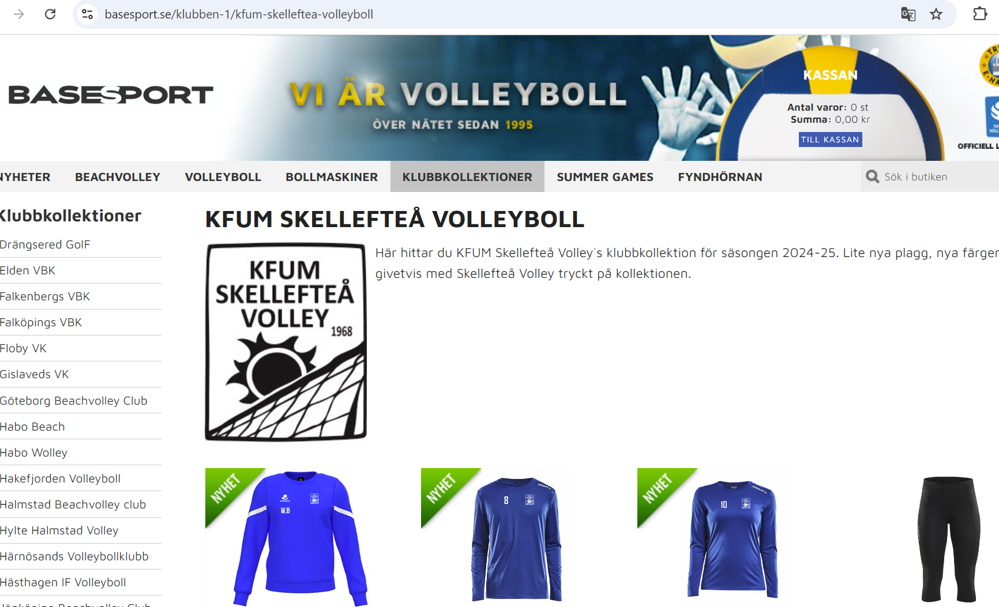 basesport.se/klubben-1/kfum-skelleftea-volleyboll
BASESPORT
VI ÄR VOLLEYBOLL
ÖVER NÄTET SEDAN 1995
KASSAN
Antal varor: 0 st
Summa: 0,00 kr
TILL KASSAN
OFFICIELL
NYHETER BEACHVOLLEY VOLLEYBOLL BOLLMASKINER KLUBBKOLLEKTIONER SUMMER GAMES FYNDHÖRNAN Sök i butiken
Klubbkollektioner
Drängsered GoIF
Elden VBK
Falkenbergs VBK
Falköpings VBK
Floby VK
Gislaveds VK
Göteborg Beachvolley Club
Habo Beach
Habo Wolley
Hakefjorden Volleyboll
Halmstad Beachvolley club
Hylte Halmstad Volley
Härnösands Volleybollklubb
Hästhagen IF Volleyboll
KFUM SKELLEFTEÅ VOLLEYBOLL
KFUM
SKELLEFTEÅ
VOLLEY
1968
Här hittar du KFUM Skellefteå Volley´s klubbkollektion för säsongen 2024-25. Lite nya plagg, nya färger
givetvis med Skellefteå Volley tryckt på kollektionen.
NYHET
W.B
NYHET
8
CRAFT
NYHET
10
CRAFT